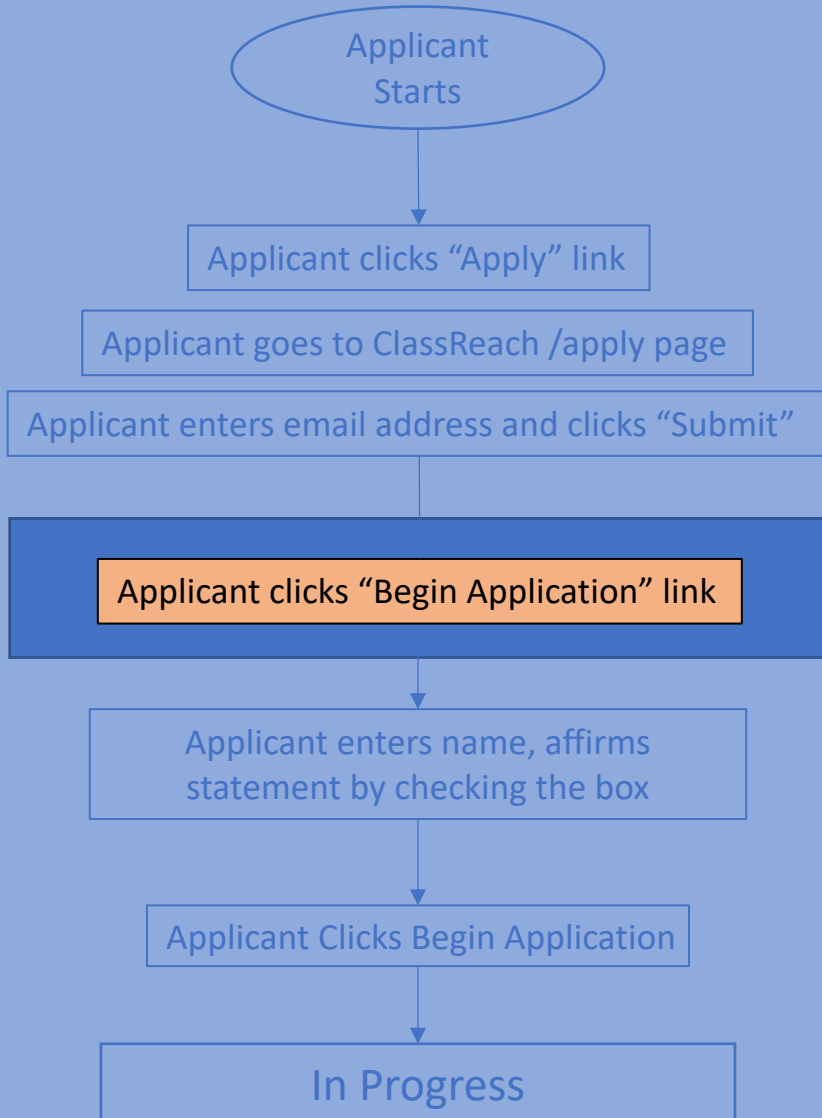 Applicant
Starts
Applicant clicks “Apply” link
Applicant goes to ClassReach /apply page
Applicant enters email address and clicks “Submit”
Applicant clicks “Begin Application” link
Applicant enters name, affirms
statement by checking the box
Applicant Clicks Begin Application
In Progress